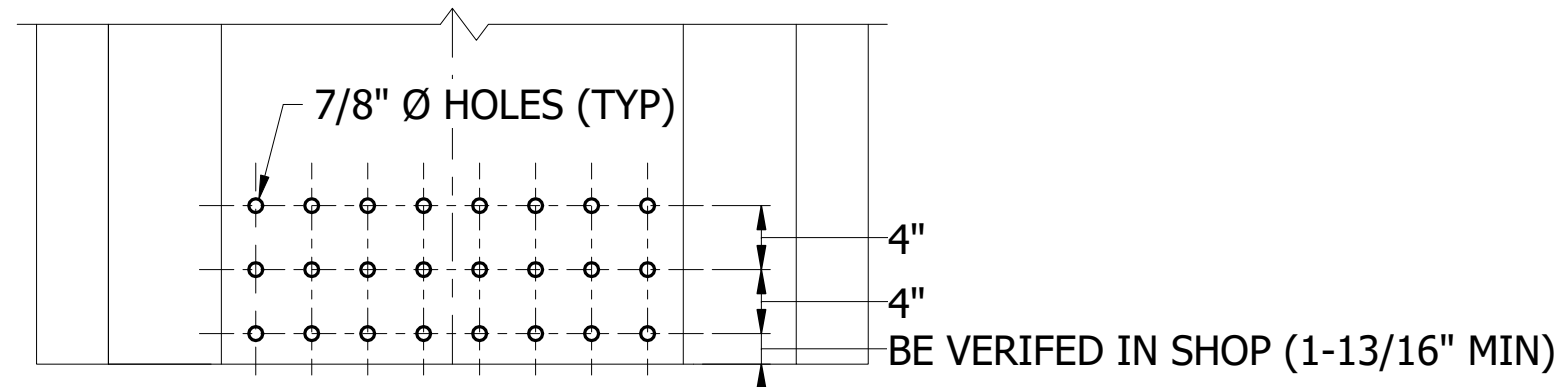 7/8" Ø HOLES (TYP)
4"
4"
BE VERIFED IN SHOP (1-13/16" MIN)